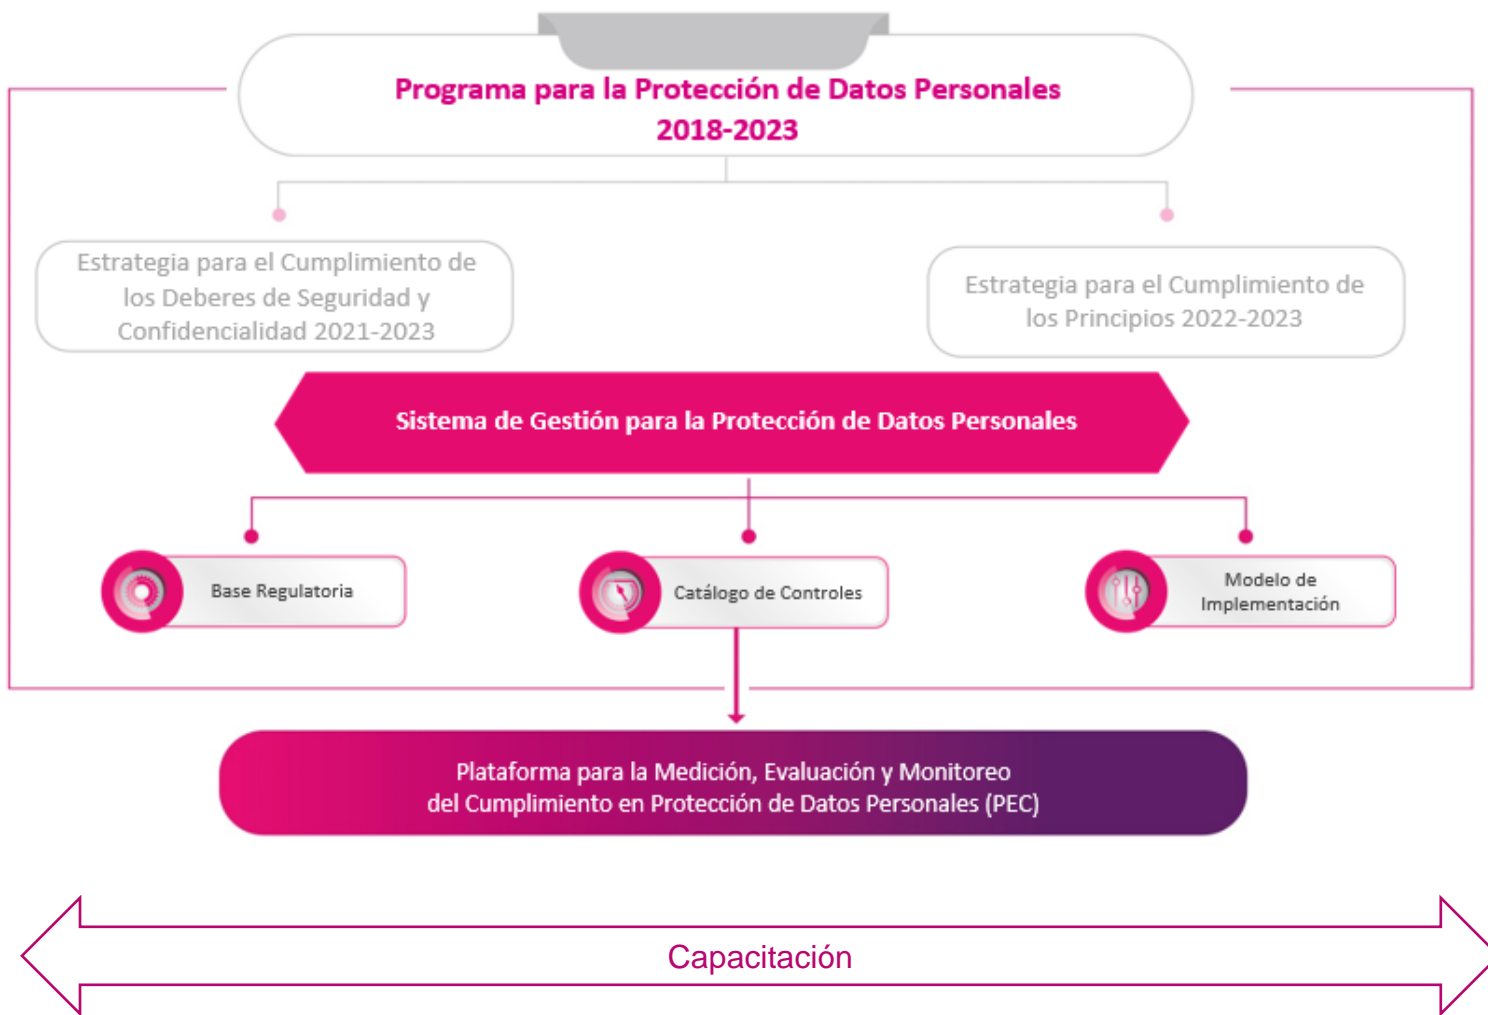 Programa para la Protección de Datos Personales
2018-2023
Estrategia para el Cumplimiento de
los Deberes de Seguridad y
Confidencialidad 2021-2023
Estrategia para el Cumplimiento de
los Principios 2022-2023
Sistema de Gestión para la Protección de Datos Personales
Base Regulatoria
Catálogo de Controles
Modelo de
Implementación
Plataforma para la Medición, Evaluación y Monitoreo
del Cumplimiento en Protección de Datos Personales (PEC)
Capacitación